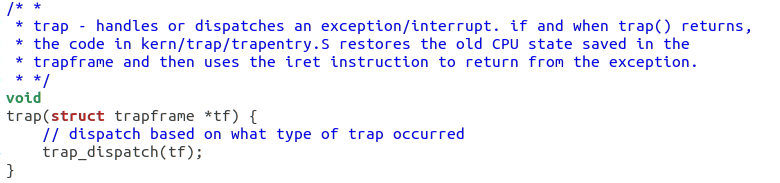 /* *
 * trap - handles or dispatches an exception/interrupt. if and when trap() returns,
 * the code in kern/trap/trapentry.S restores the old CPU state saved in the
 * trapframe and then uses the iret instruction to return from the exception.
 * */
void
trap(struct trapframe *tf) {
    // dispatch based on what type of trap occurred
    trap_dispatch(tf);
}